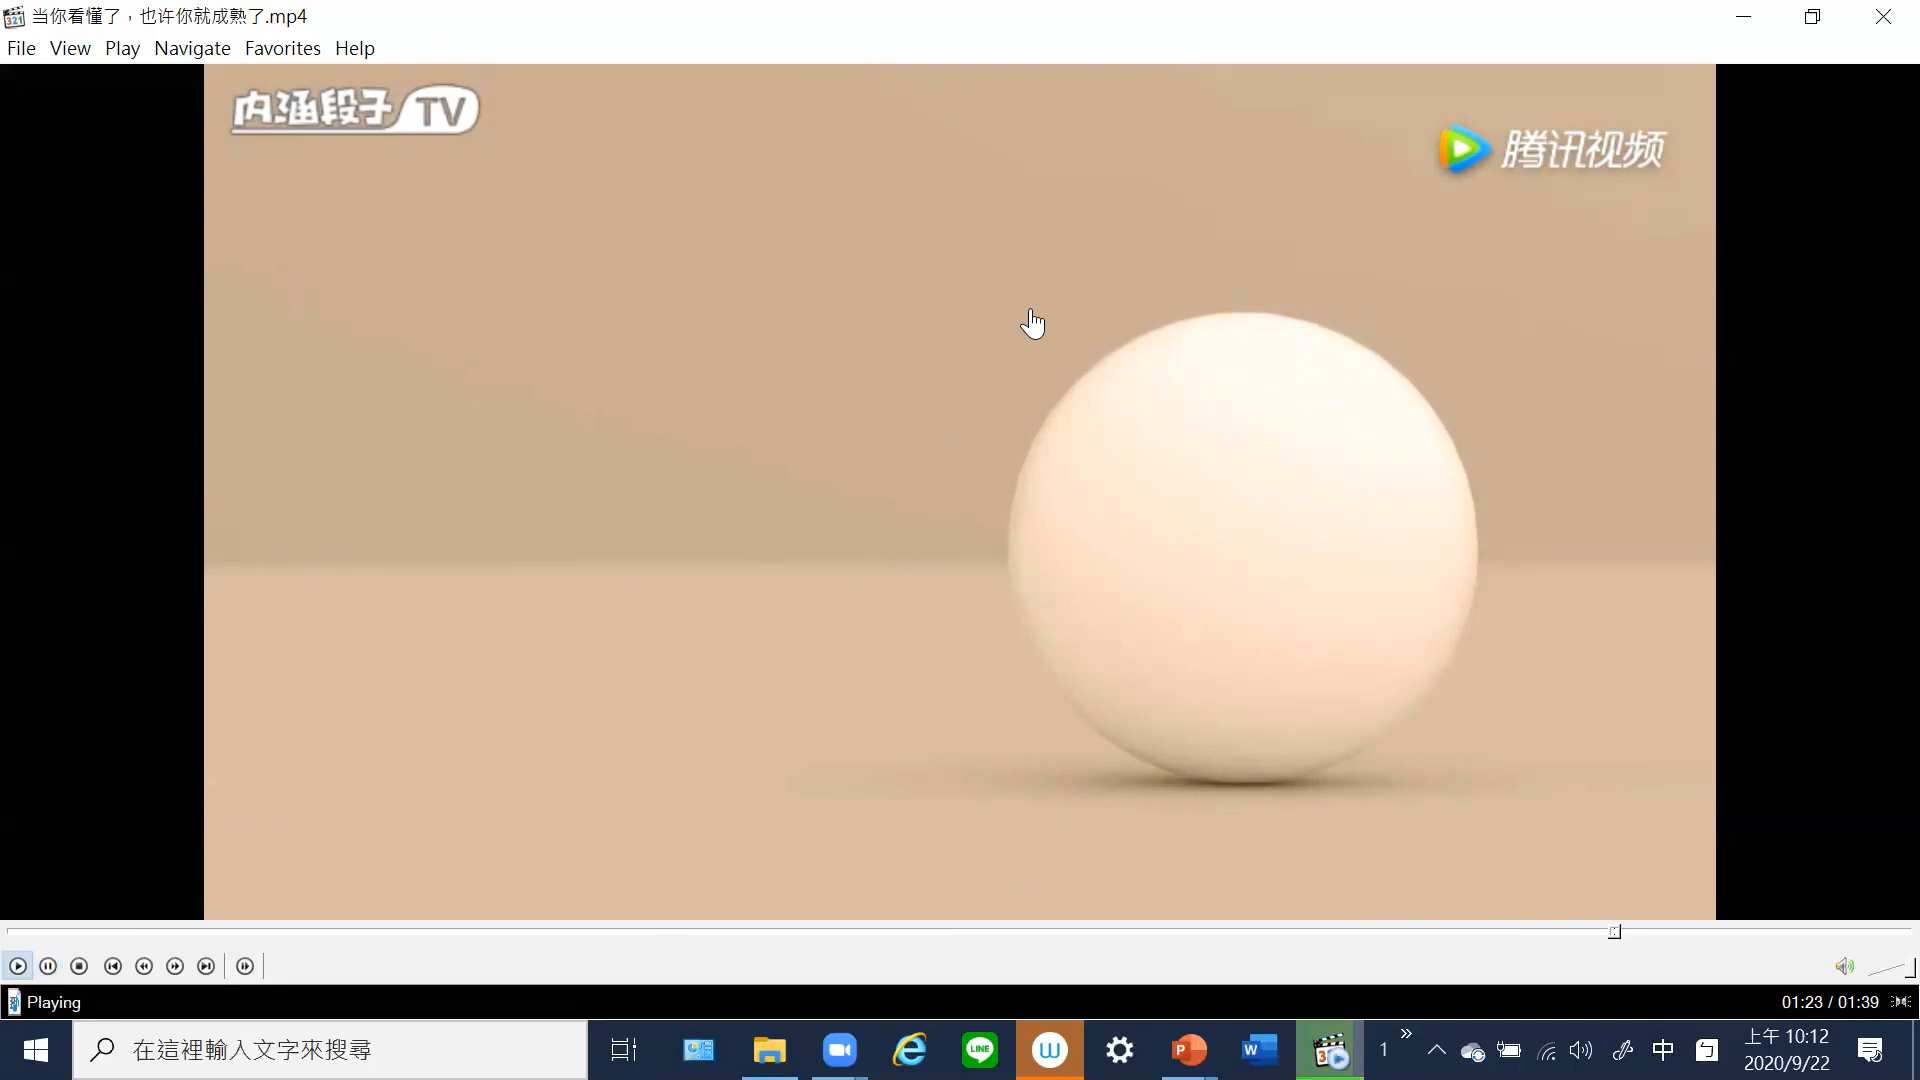 当你看懂了，也许你就成熟了.mp4
File View Play Navigate Favorites Help
内涵段子 TV
腾讯视频
Playing
01:23 / 01:39
在這裡輸入文字來搜尋
LINE
1
中
上午 10:12
2020/9/22